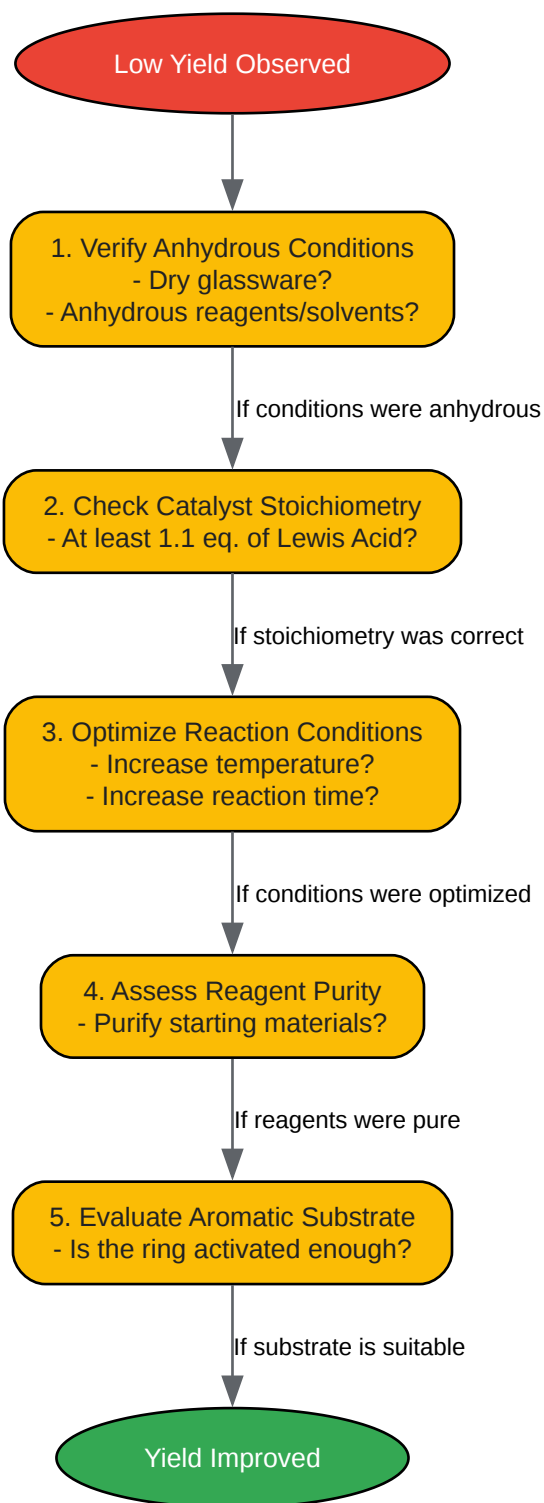 Low Yield Observed
1. Verify Anhydrous Conditions
- Dry glassware?
- Anhydrous reagents/solvents?
If conditions were anhydrous
2. Check Catalyst Stoichiometry
- At least 1.1 eq. of Lewis Acid?
If stoichiometry was correct
3. Optimize Reaction Conditions
- Increase temperature?
- Increase reaction time?
If conditions were optimized
4. Assess Reagent Purity
- Purify starting materials?
If reagents were pure
5. Evaluate Aromatic Substrate
- Is the ring activated enough?
If substrate is suitable
Yield Improved